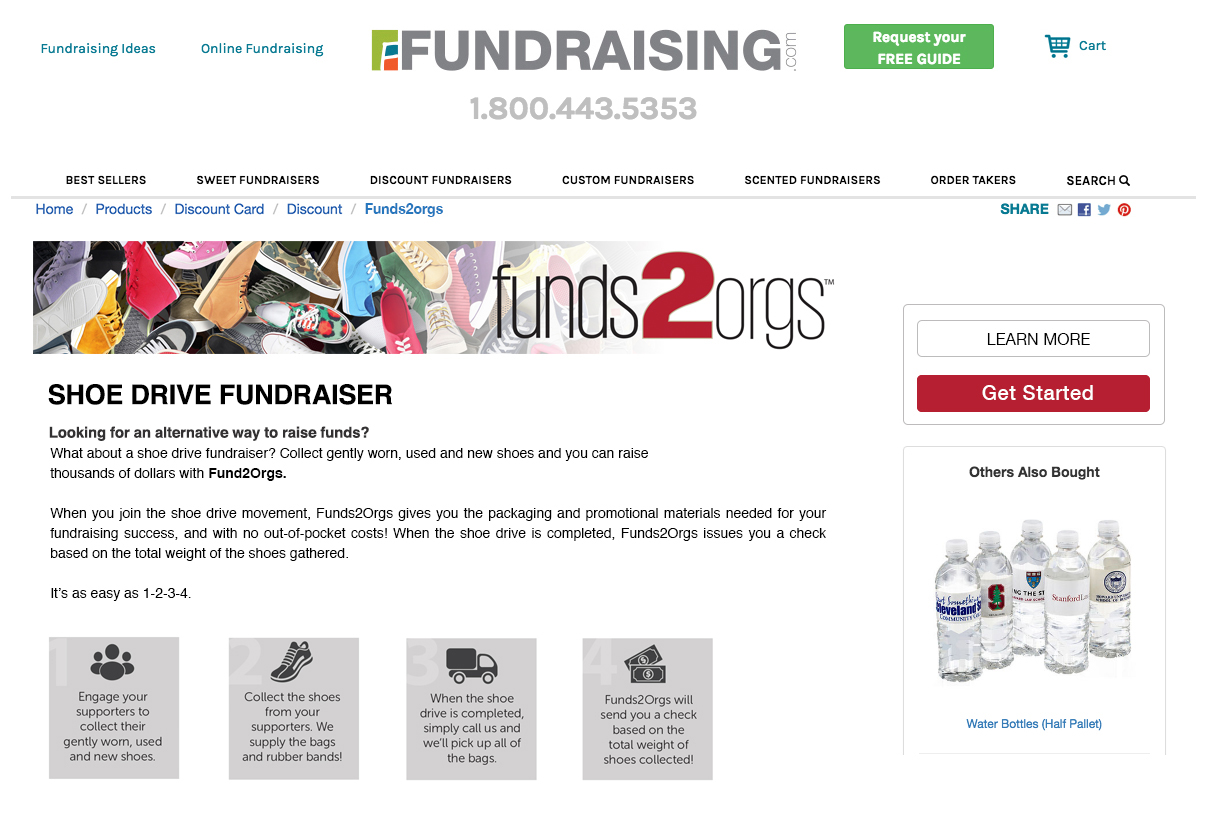 Fundraising Ideas
Online Fundraising
FUNDRAISING.com
Request your
FREE GUIDE
Cart
1.800.443.5353
BEST SELLERS
SWEET FUNDRAISERS
DISCOUNT FUNDRAISERS
CUSTOM FUNDRAISERS
SCENTED FUNDRAISERS
ORDER TAKERS
SEARCH
Home / Products / Discount Card / Discount / Funds2orgs
SHARE
funds2orgs™
LEARN MORE
Get Started
SHOE DRIVE FUNDRAISER
Looking for an alternative way to raise funds?
What about a shoe drive fundraiser? Collect gently worn, used and new shoes and you can raise
thousands of dollars with Fund2Orgs.
When you join the shoe drive movement, Funds2Orgs gives you the packaging and promotional materials needed for your
fundraising success, and with no out-of-pocket costs! When the shoe drive is completed, Funds2Orgs issues you a check
based on the total weight of the shoes gathered.
It's as easy as 1-2-3-4.
1
Engage your
supporters to
collect their
gently worn, used
and new shoes.
2
Collect the shoes
from your
supporters. We
supply the bags
and rubber bands!
3
When the shoe
drive is completed,
simply call us and
we'll pick up all of
the bags.
4
Funds2Orgs will
send you a check
based on the
total weight of
shoes collected!
Others Also Bought
Cleveland
StanfordLaw
Water Bottles (Half Pallet)